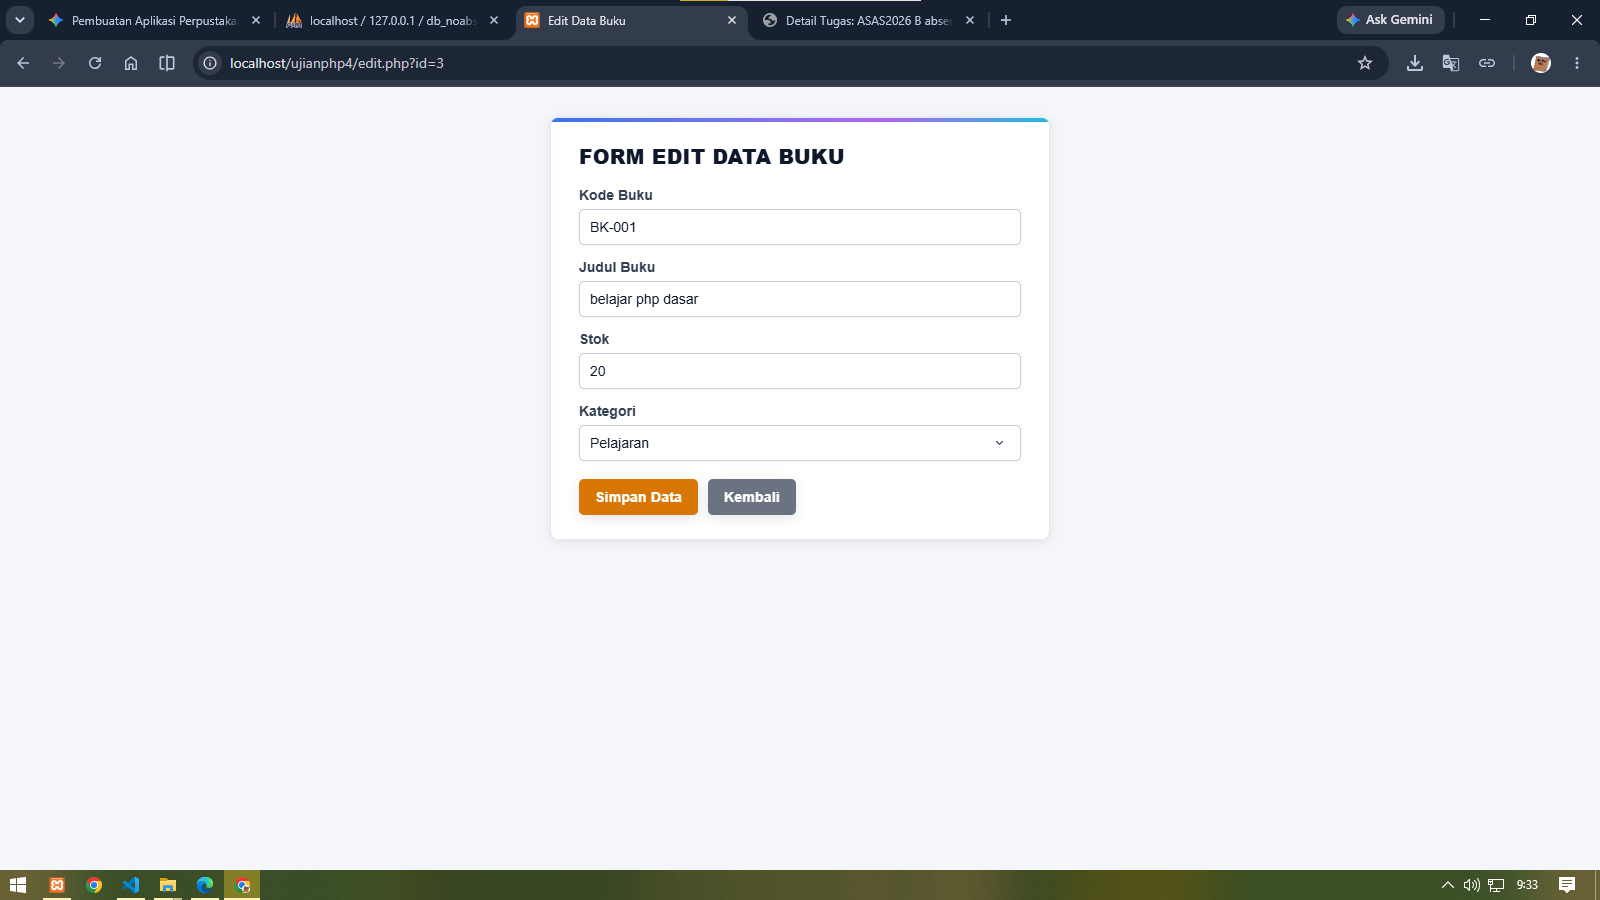 Pembuatan Aplikasi Perpustaka
localhost / 127.0.0.1 / db_noabs
Edit Data Buku
Detail Tugas: ASAS2026 B absen
Ask Gemini
localhost/ujianphp4/edit.php?id=3
FORM EDIT DATA BUKU
Kode Buku
BK-001
Judul Buku
belajar php dasar
Stok
20
Kategori
Pelajaran
Simpan Data
Kembali
9:33